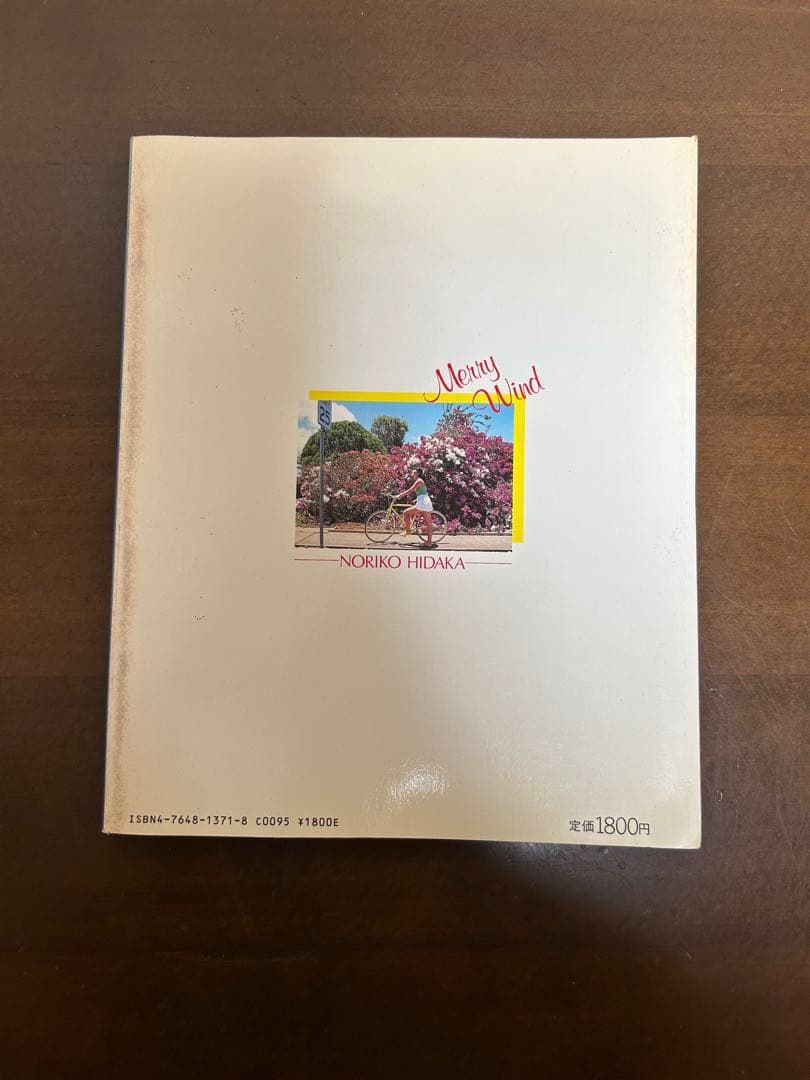 Merry
Wind
NORIKO HIDAKA
ISBN4-7648-1371-8 C0095 ¥1800E
定価1800円